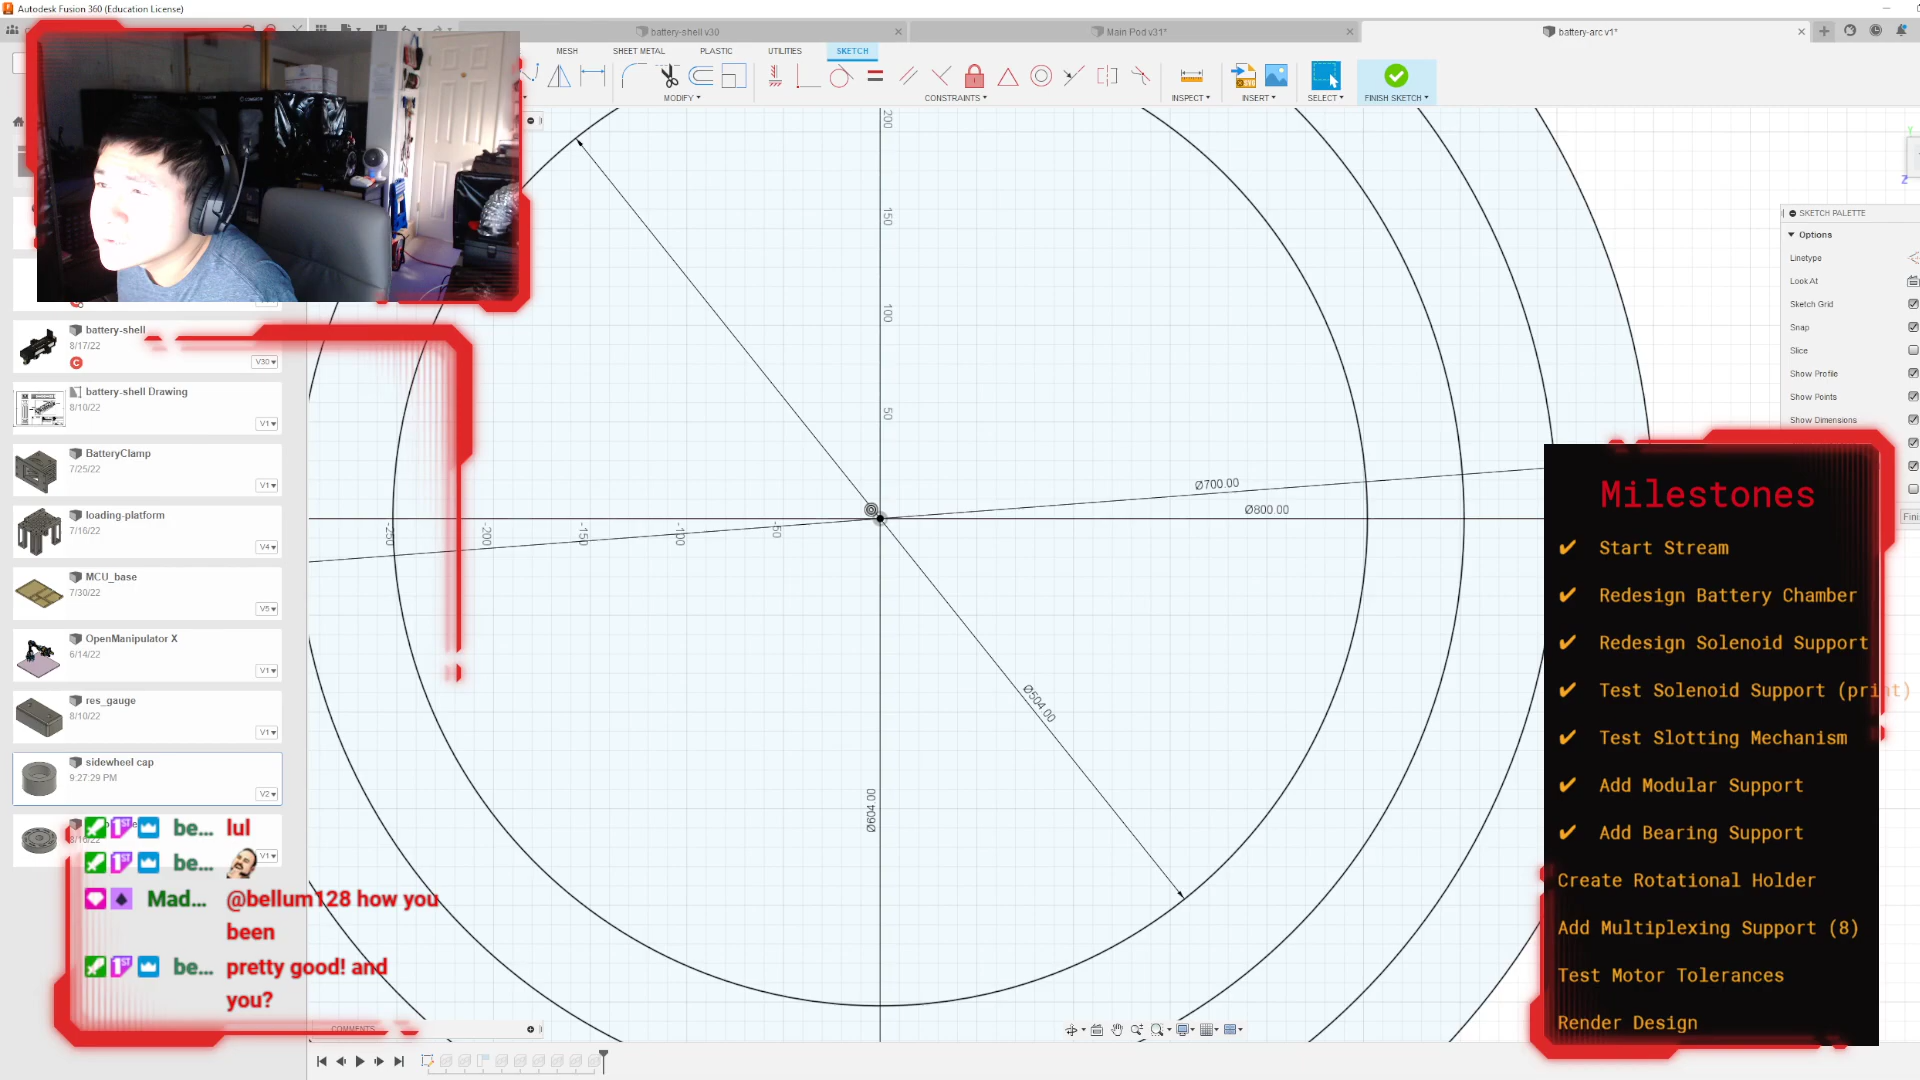 Autodesk Fusion 360 (Education License)
battery-shell v30
Main Pod v31*
battery-arc v1*
MESH
SHEET METAL
PLASTIC
UTILITIES
SKETCH
MODIFY
CONSTRAINTS
INSPECT
INSERT
SELECT
FINISH SKETCH
SKETCH PALETTE
Options
Linetype
Look At
Sketch Grid
Snap
Slice
Show Profile
Show Points
Show Dimensions
Fini
Y
Z
200
150
100
50
-250
-200
-150
-100
-50
Ø700.00
Ø800.00
Ø504.00
Ø604.00
battery-shell
8/17/22
V30
battery-shell Drawing
8/10/22
V1
BatteryClamp
7/25/22
V1
loading-platform
7/16/22
V4
MCU_base
7/30/22
V5
OpenManipulator X
6/14/22
V1
res_gauge
8/10/22
V1
sidewheel cap
9:27:29 PM
V2
V1
be... lul
be...
Mad... @bellum128 how you
been
be... pretty good! and
you?
COMMENTS
Milestones
✔ Start Stream
✔ Redesign Battery Chamber
✔ Redesign Solenoid Support
✔ Test Solenoid Support (print)
✔ Test Slotting Mechanism
✔ Add Modular Support
✔ Add Bearing Support
Create Rotational Holder
Add Multiplexing Support (8)
Test Motor Tolerances
Render Design